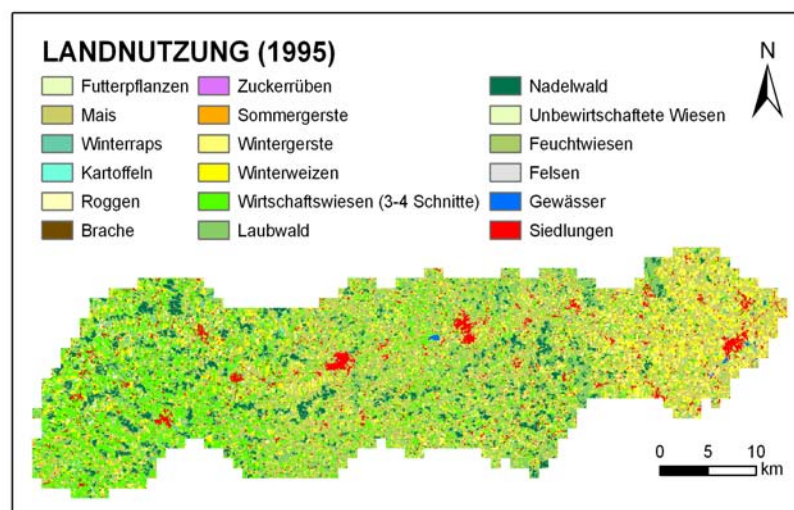 LANDNUTZUNG (1995)
N
Futterpflanzen Zuckerrüben Nadelwald
Mais Sommergerste Unbewirtschaftete Wiesen
Winterraps Wintergerste Feuchtwiesen
Kartoffeln Winterweizen Felsen
Roggen Wirtschaftswiesen (3-4 Schnitte) Gewässer
Brache Laubwald Siedlungen
0 5 10
km